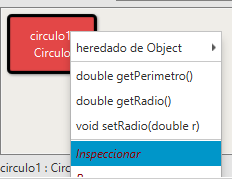 circulo1
Circulo
heredado de Object
double getPerimetro()
double getRadio()
void setRadio(double r)
Inspeccionar
circulo1 : Circ